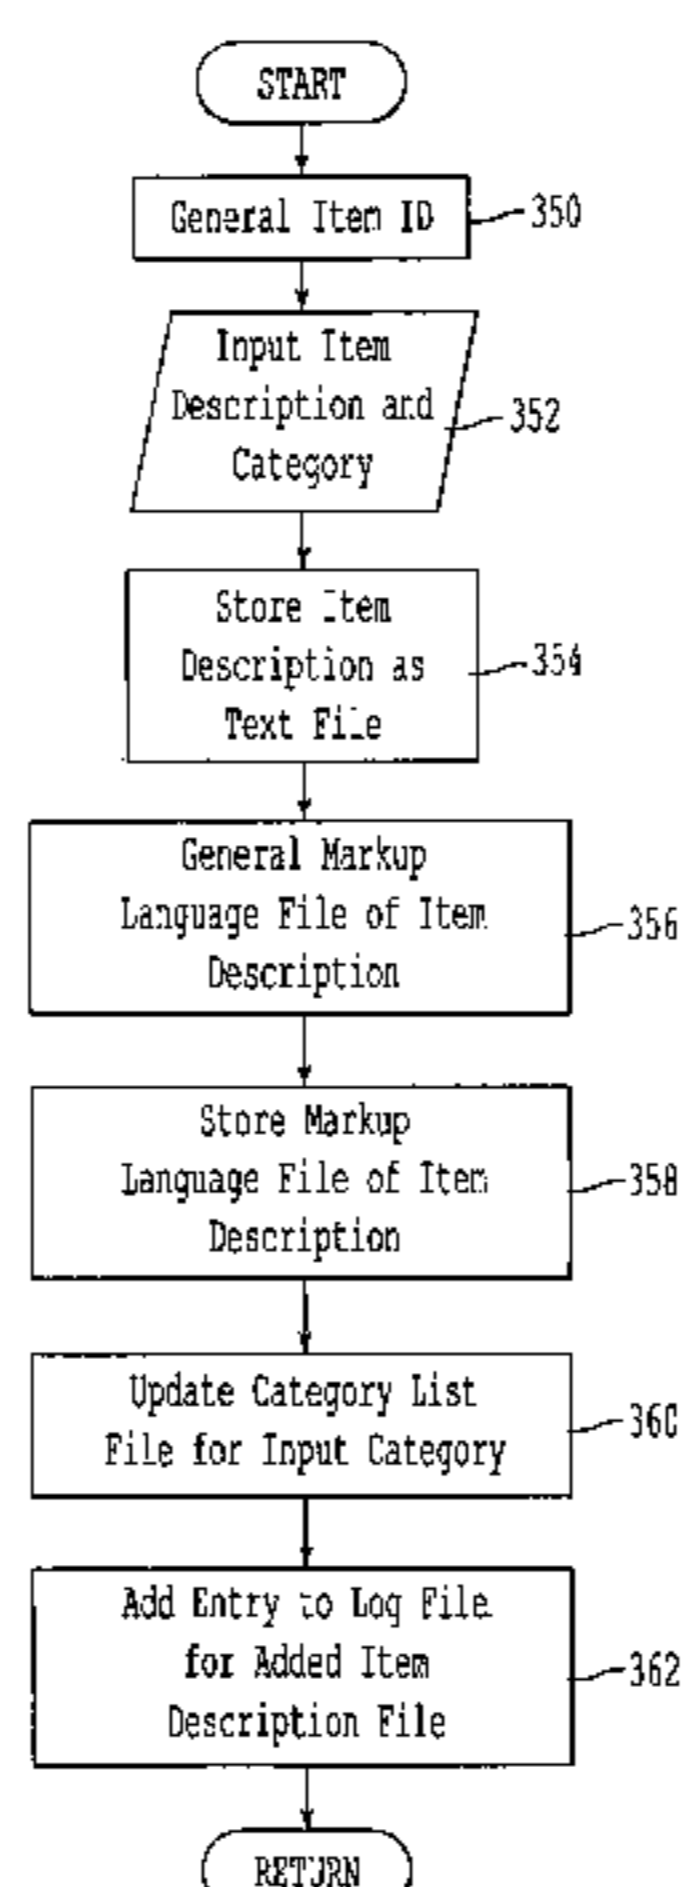 START
General Item ID
350
Input Item
Description and
Category
352
Store Item
Description as
Text File
354
General Markup
Language File of Item
Description
356
Store Markup
Language File of Item
Description
358
Update Category List
File for Input Category
360
Add Entry to Log File
for Added Item
Description File
362
RETURN